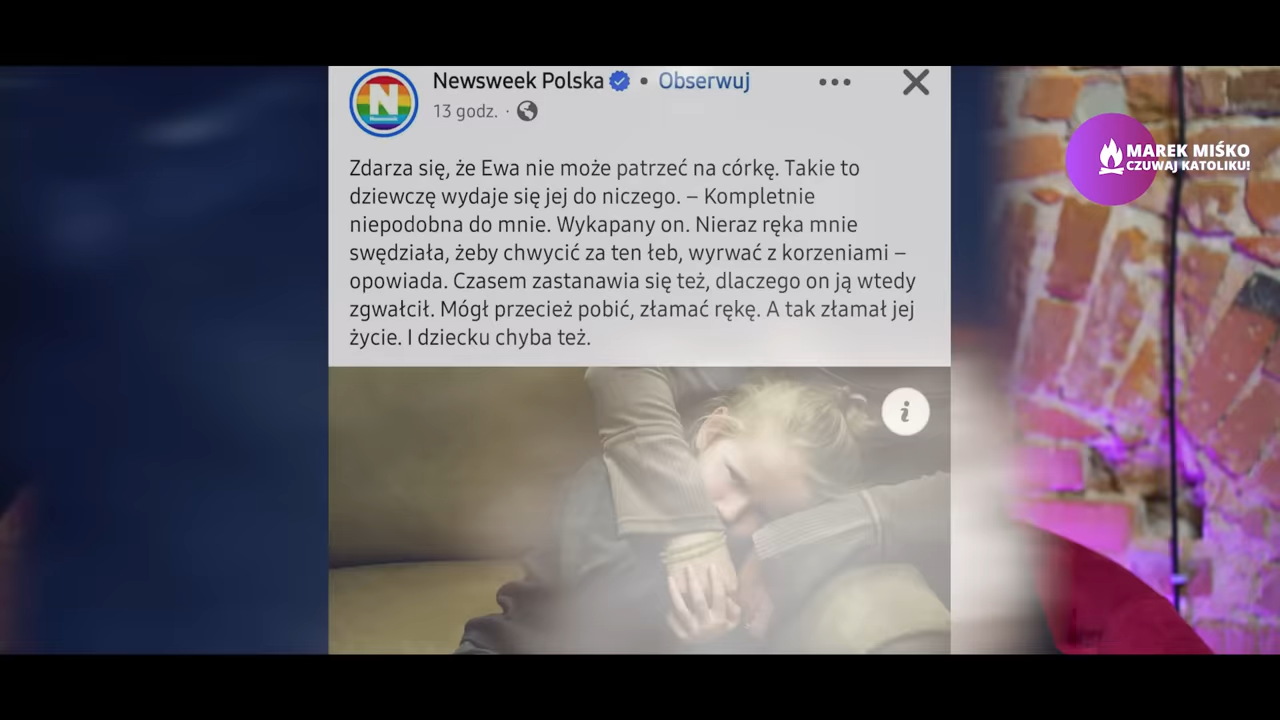 Newsweek Polska • Obserwuj
13 godz. ·
Zdarza się, że Ewa nie może patrzeć na córkę. Takie to
dziewczę wydaje się jej do niczego. – Kompletnie
niepodobna do mnie. Wykapany on. Nieraz ręka mnie
swędziała, żeby chwycić za ten łeb, wyrwać z korzeniami –
opowiada. Czasem zastanawia się też, dlaczego on ją wtedy
zgwałcił. Mógł przecież pobić, złamać rękę. A tak złamał jej
życie. I dziecku chyba też.
N
Newsweek
MAREK MIŚKO
CZUWAJ KATOLIKU!
i